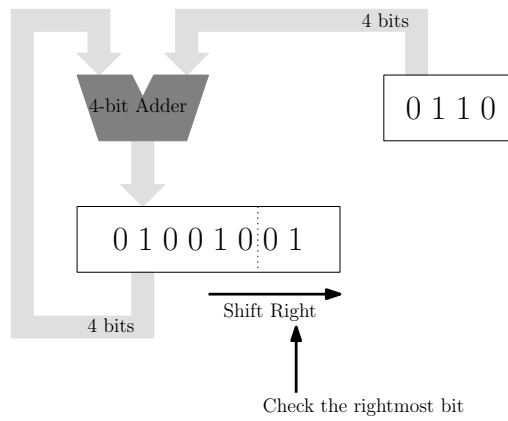 4 bits
4-bit Adder
0 1 1 0
0 1 0 0 1 0 0 1
Shift Right
4 bits
Check the rightmost bit